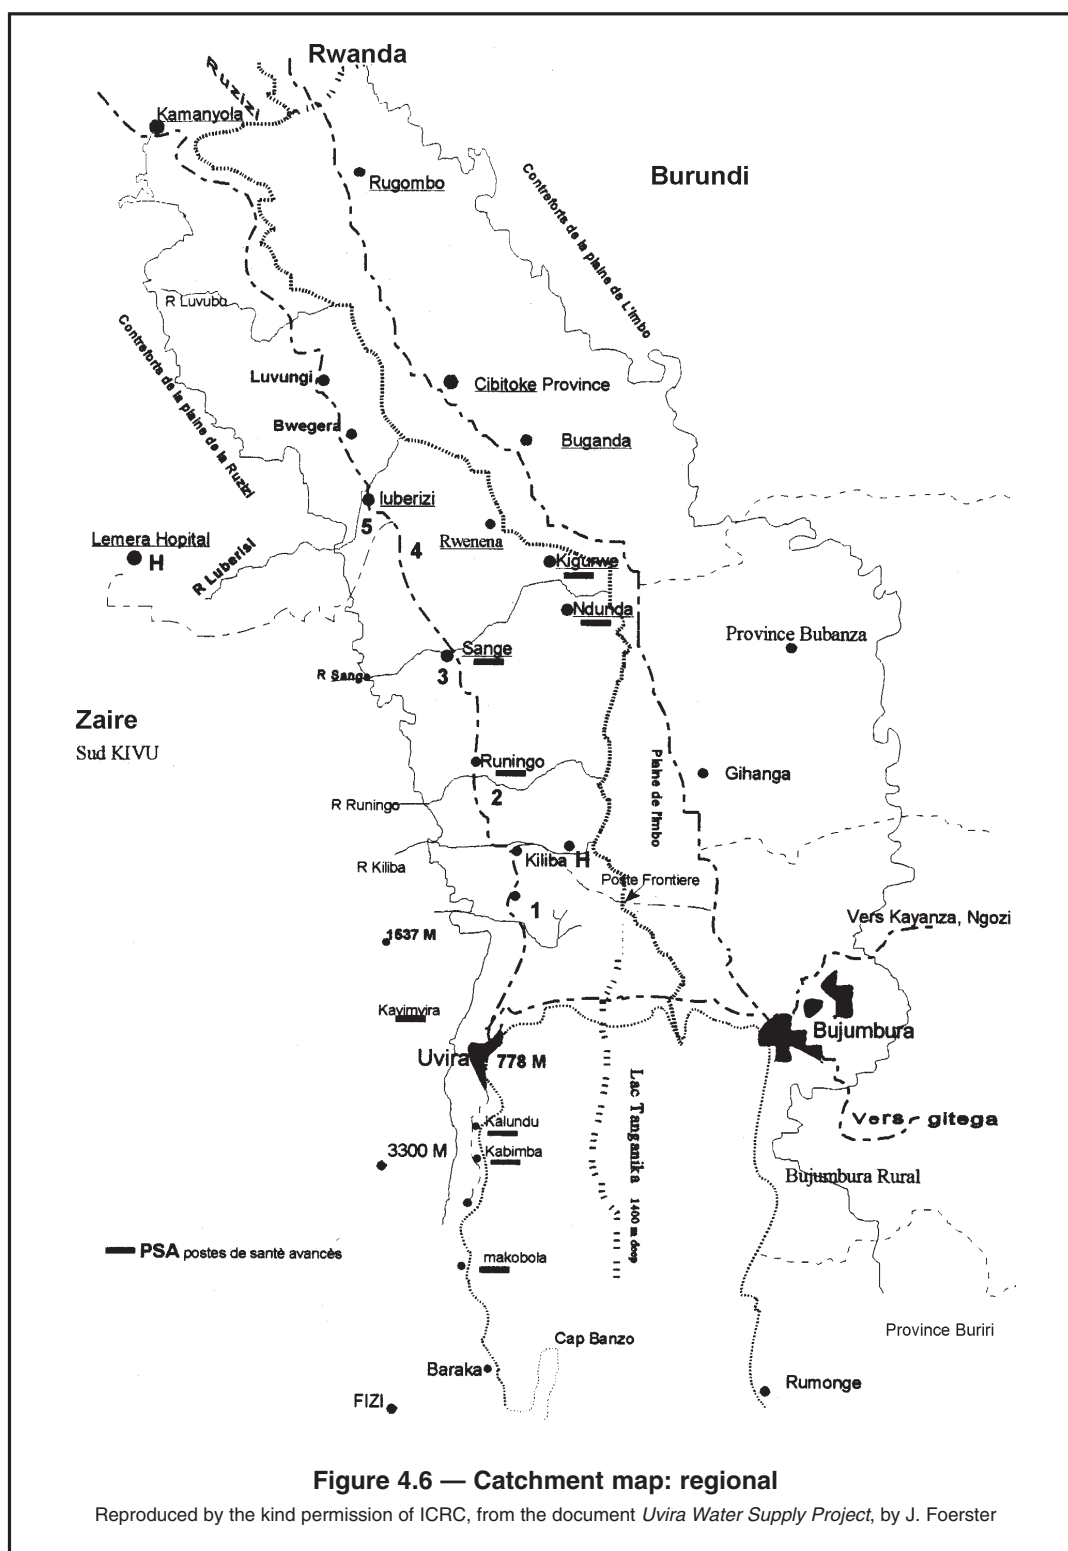 Rwanda
Ruzizi
Kamanyola
Rugombo
Burundi
Contreforts de la plaine de L'imbo
R Luvubo
Contreforts de la plaine de la Ruzizi
Luvungi
Cibitoke Province
Bwegera
Buganda
luberizi
5
4
Rwenena
Lemera Hopital
H
R Luberisi
Kigurwe
Ndunda
Province Bubanza
Sange
R Sange
3
Zaire
Sud KIVU
Runingo
Plaine de l'imbo
Gihanga
R Runingo
2
Kiliba H
R Kiliba
Poste Frontiere
1
Vers Kayanza, Ngozi
1637 M
Kavimvira
Bujumbura
Uvira
778 M
Lac Tanganika 1400 m deep
Kalundu
Vers gitega
3300 M
Kabimba
Bujumbura Rural
PSA postes de santè avancès
makobola
Province Buriri
Cap Banzo
Baraka
Rumonge
FIZI
Figure 4.6 — Catchment map: regional
Reproduced by the kind permission of ICRC, from the document Uvira Water Supply Project, by J. Foerster